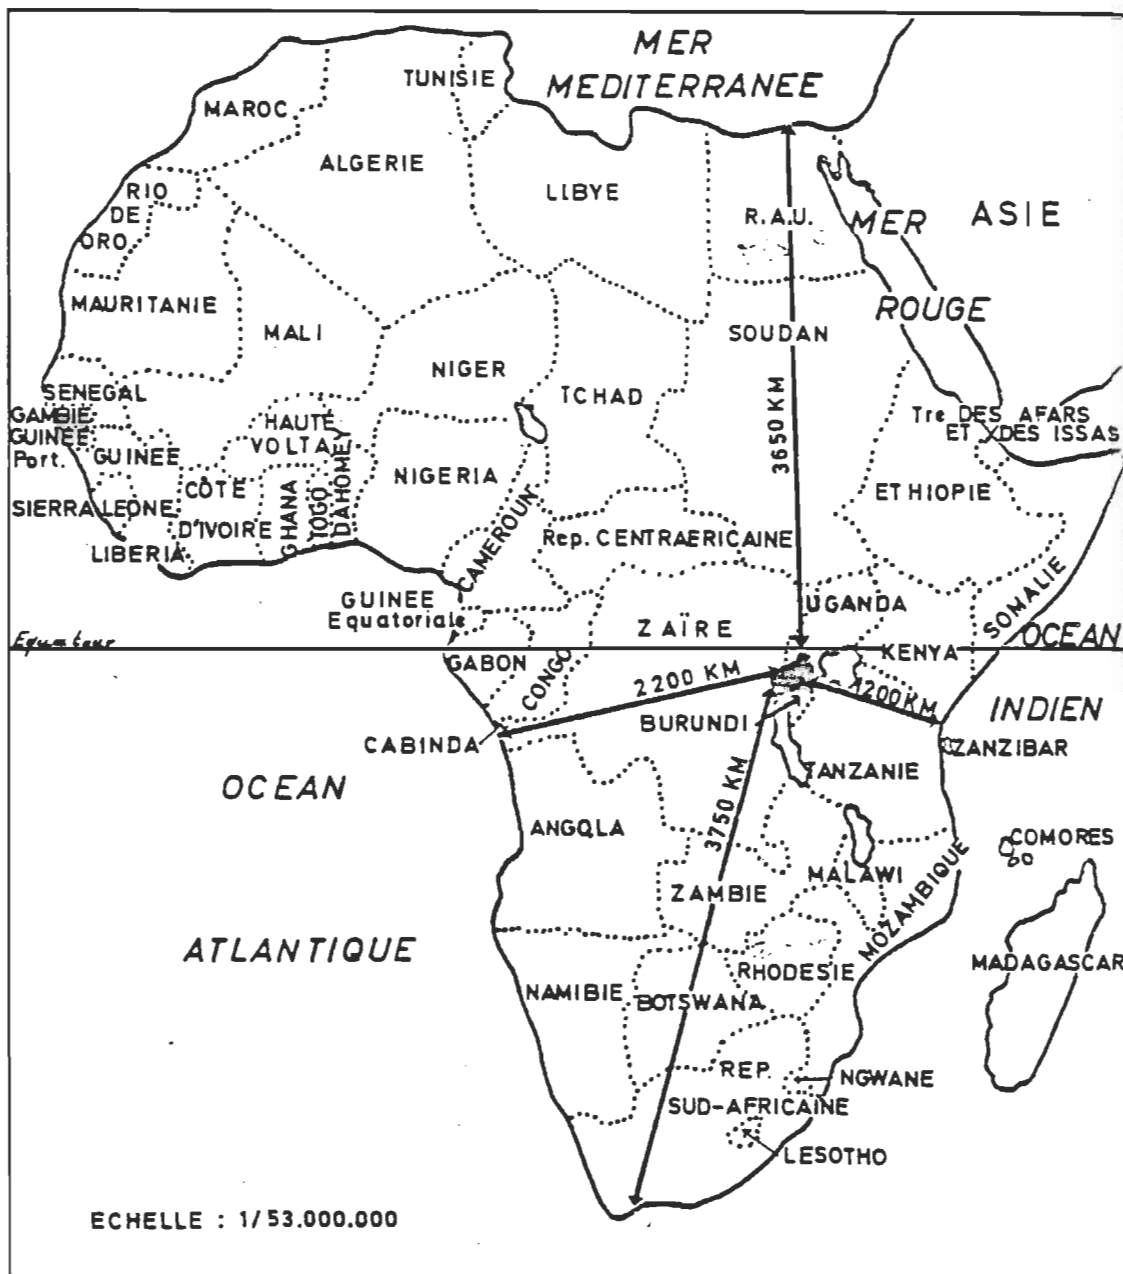 MER
MEDITERRANEE
TUNISIE
MAROC
ALGERIE
LIBYE
RIO
DE
ORO
R.A.U.
MER
ROUGE
ASIE
MAURITANIE
MALI
NIGER
TCHAD
SOUDAN
3650 KM
SENEGAL
GAMBIE
GUINÉE
Port.
GUINEE
HAUTE
VOLTA
NIGERIA
Tre DES AFARS
ET DES ISSAS
ETHIOPIE
SIERRA LEONE
LIBERIA
CÔTE
D'IVOIRE
GHANA
TOGO
DAHOMEY
CAMEROUN
Rep. CENTRAERICAINE
GUINEE
Equatoriale
ZAÏRE
UGANDA
KENYA
SOMALIE
Equateur
OCEAN
INDIEN
GABON
CONGO
2200 KM
1200 KM
CABINDA
BURUNDI
ZANZIBAR
TANZANIE
3750 KM
OCEAN
ATLANTIQUE
ANGOLA
ZAMBIE
MALAWI
MOZAMBIQUE
COMORES
MADAGASCAR
RHODESIE
NAMIBIE
BOTSWANA
REP.
SUD-AFRICAINE
NGWANE
LESOTHO
ECHELLE : 1/53.000.000